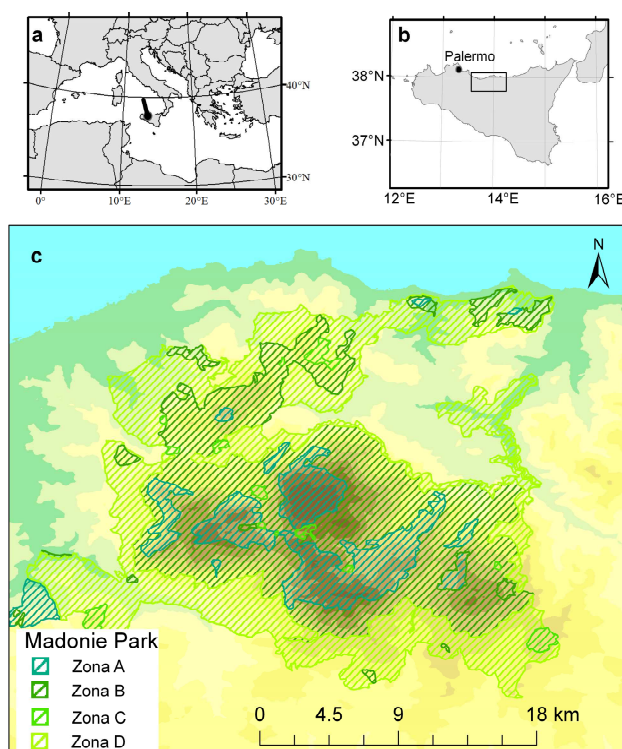 a
40°N
30°N
0°
10°E
20°E
30°E
b
Palermo
38°N
37°N
12°E
14°E
16°E
c
N
Madonie Park
Zona A
Zona B
Zona C
Zona D
0 4.5 9 18 km